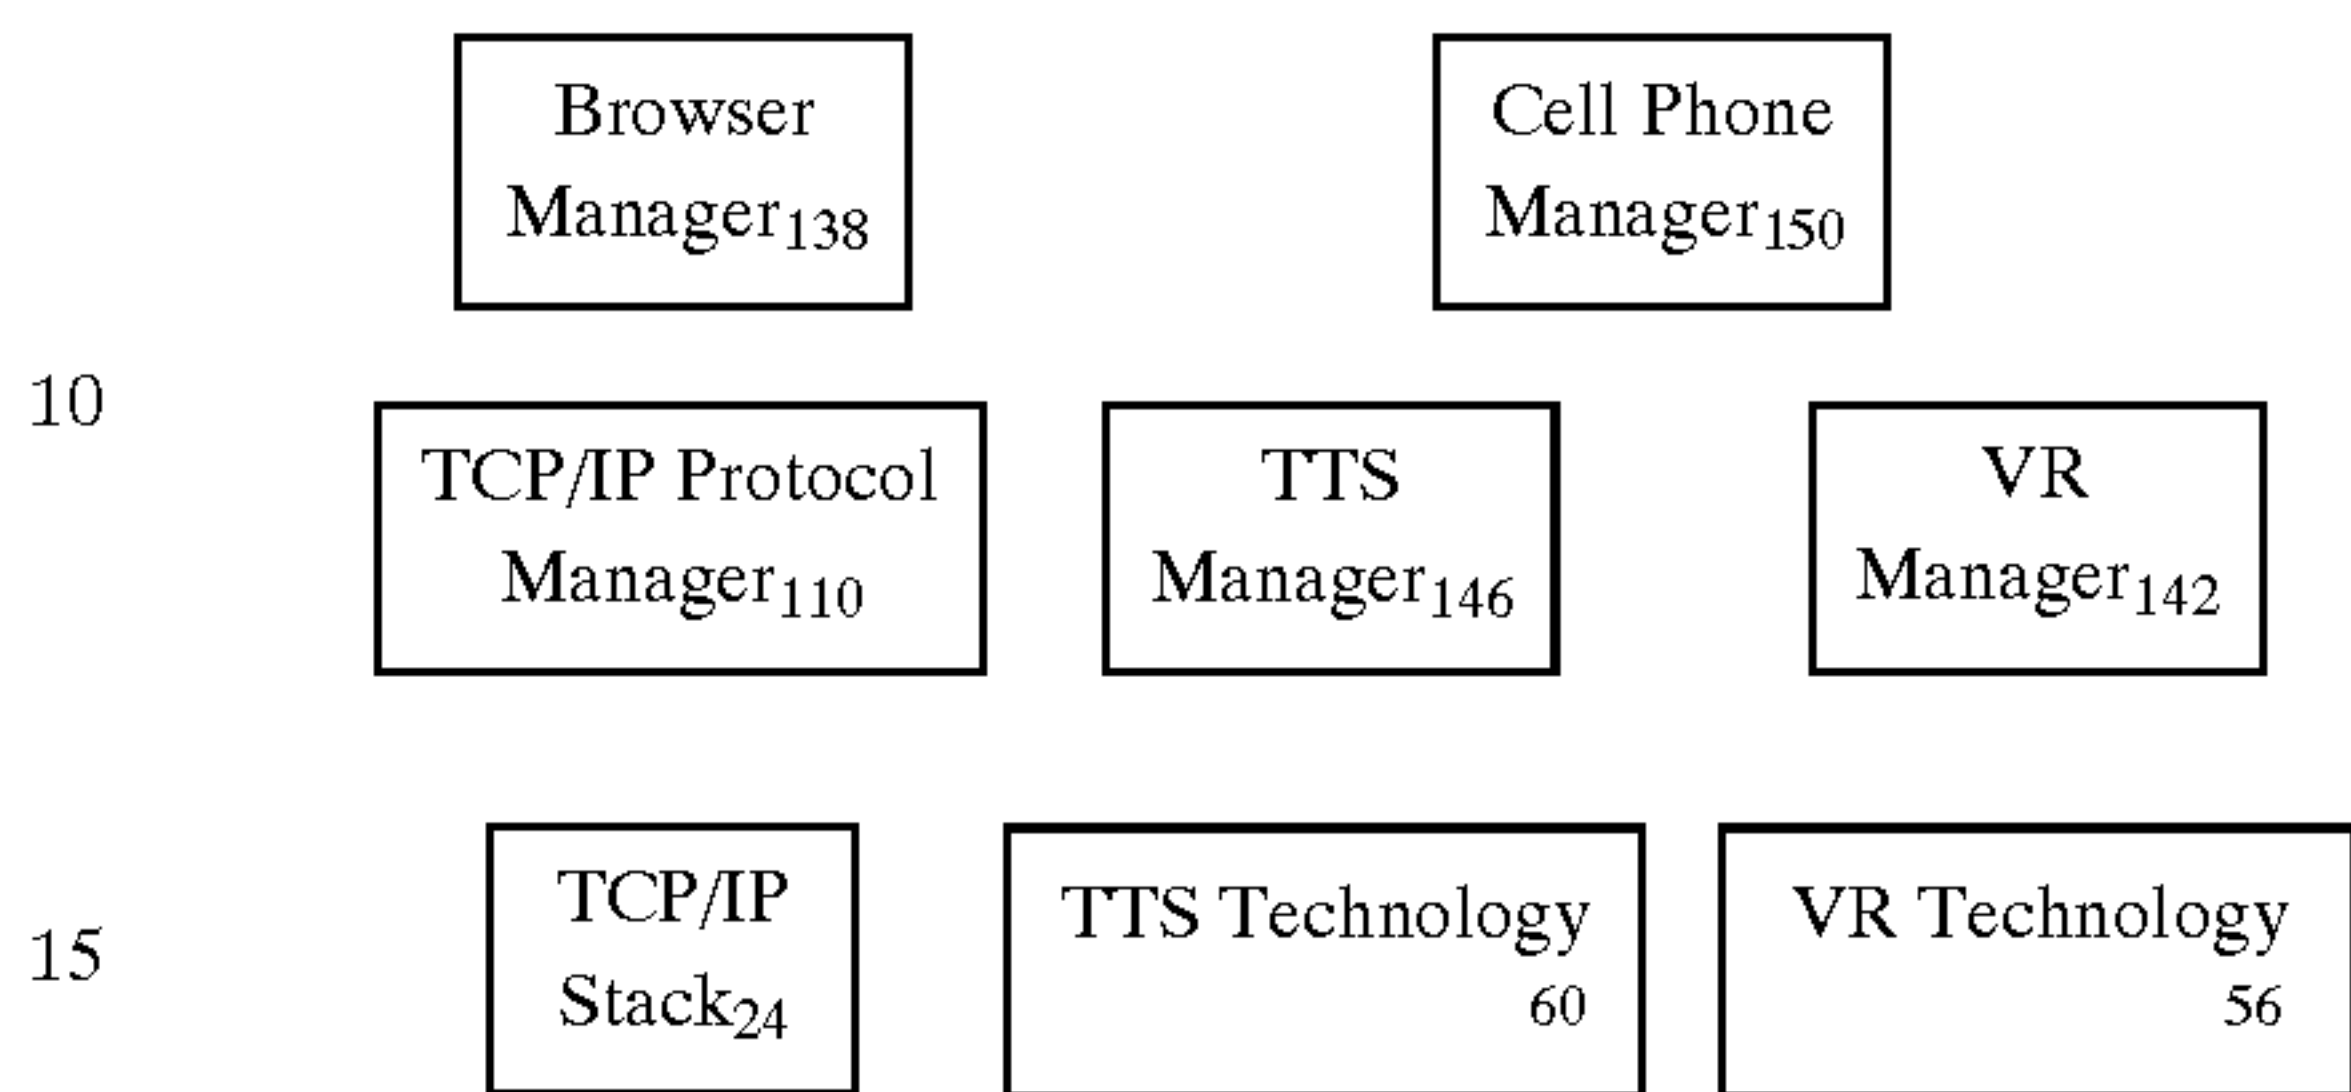 Browser Cell Phone
Manager138 Manager150
10
TCP/IP Protocol TTS VR
Manager110 Manager146 Manager142
TCP/IP TTS Technology VR Technology
15
Stack24 60 56